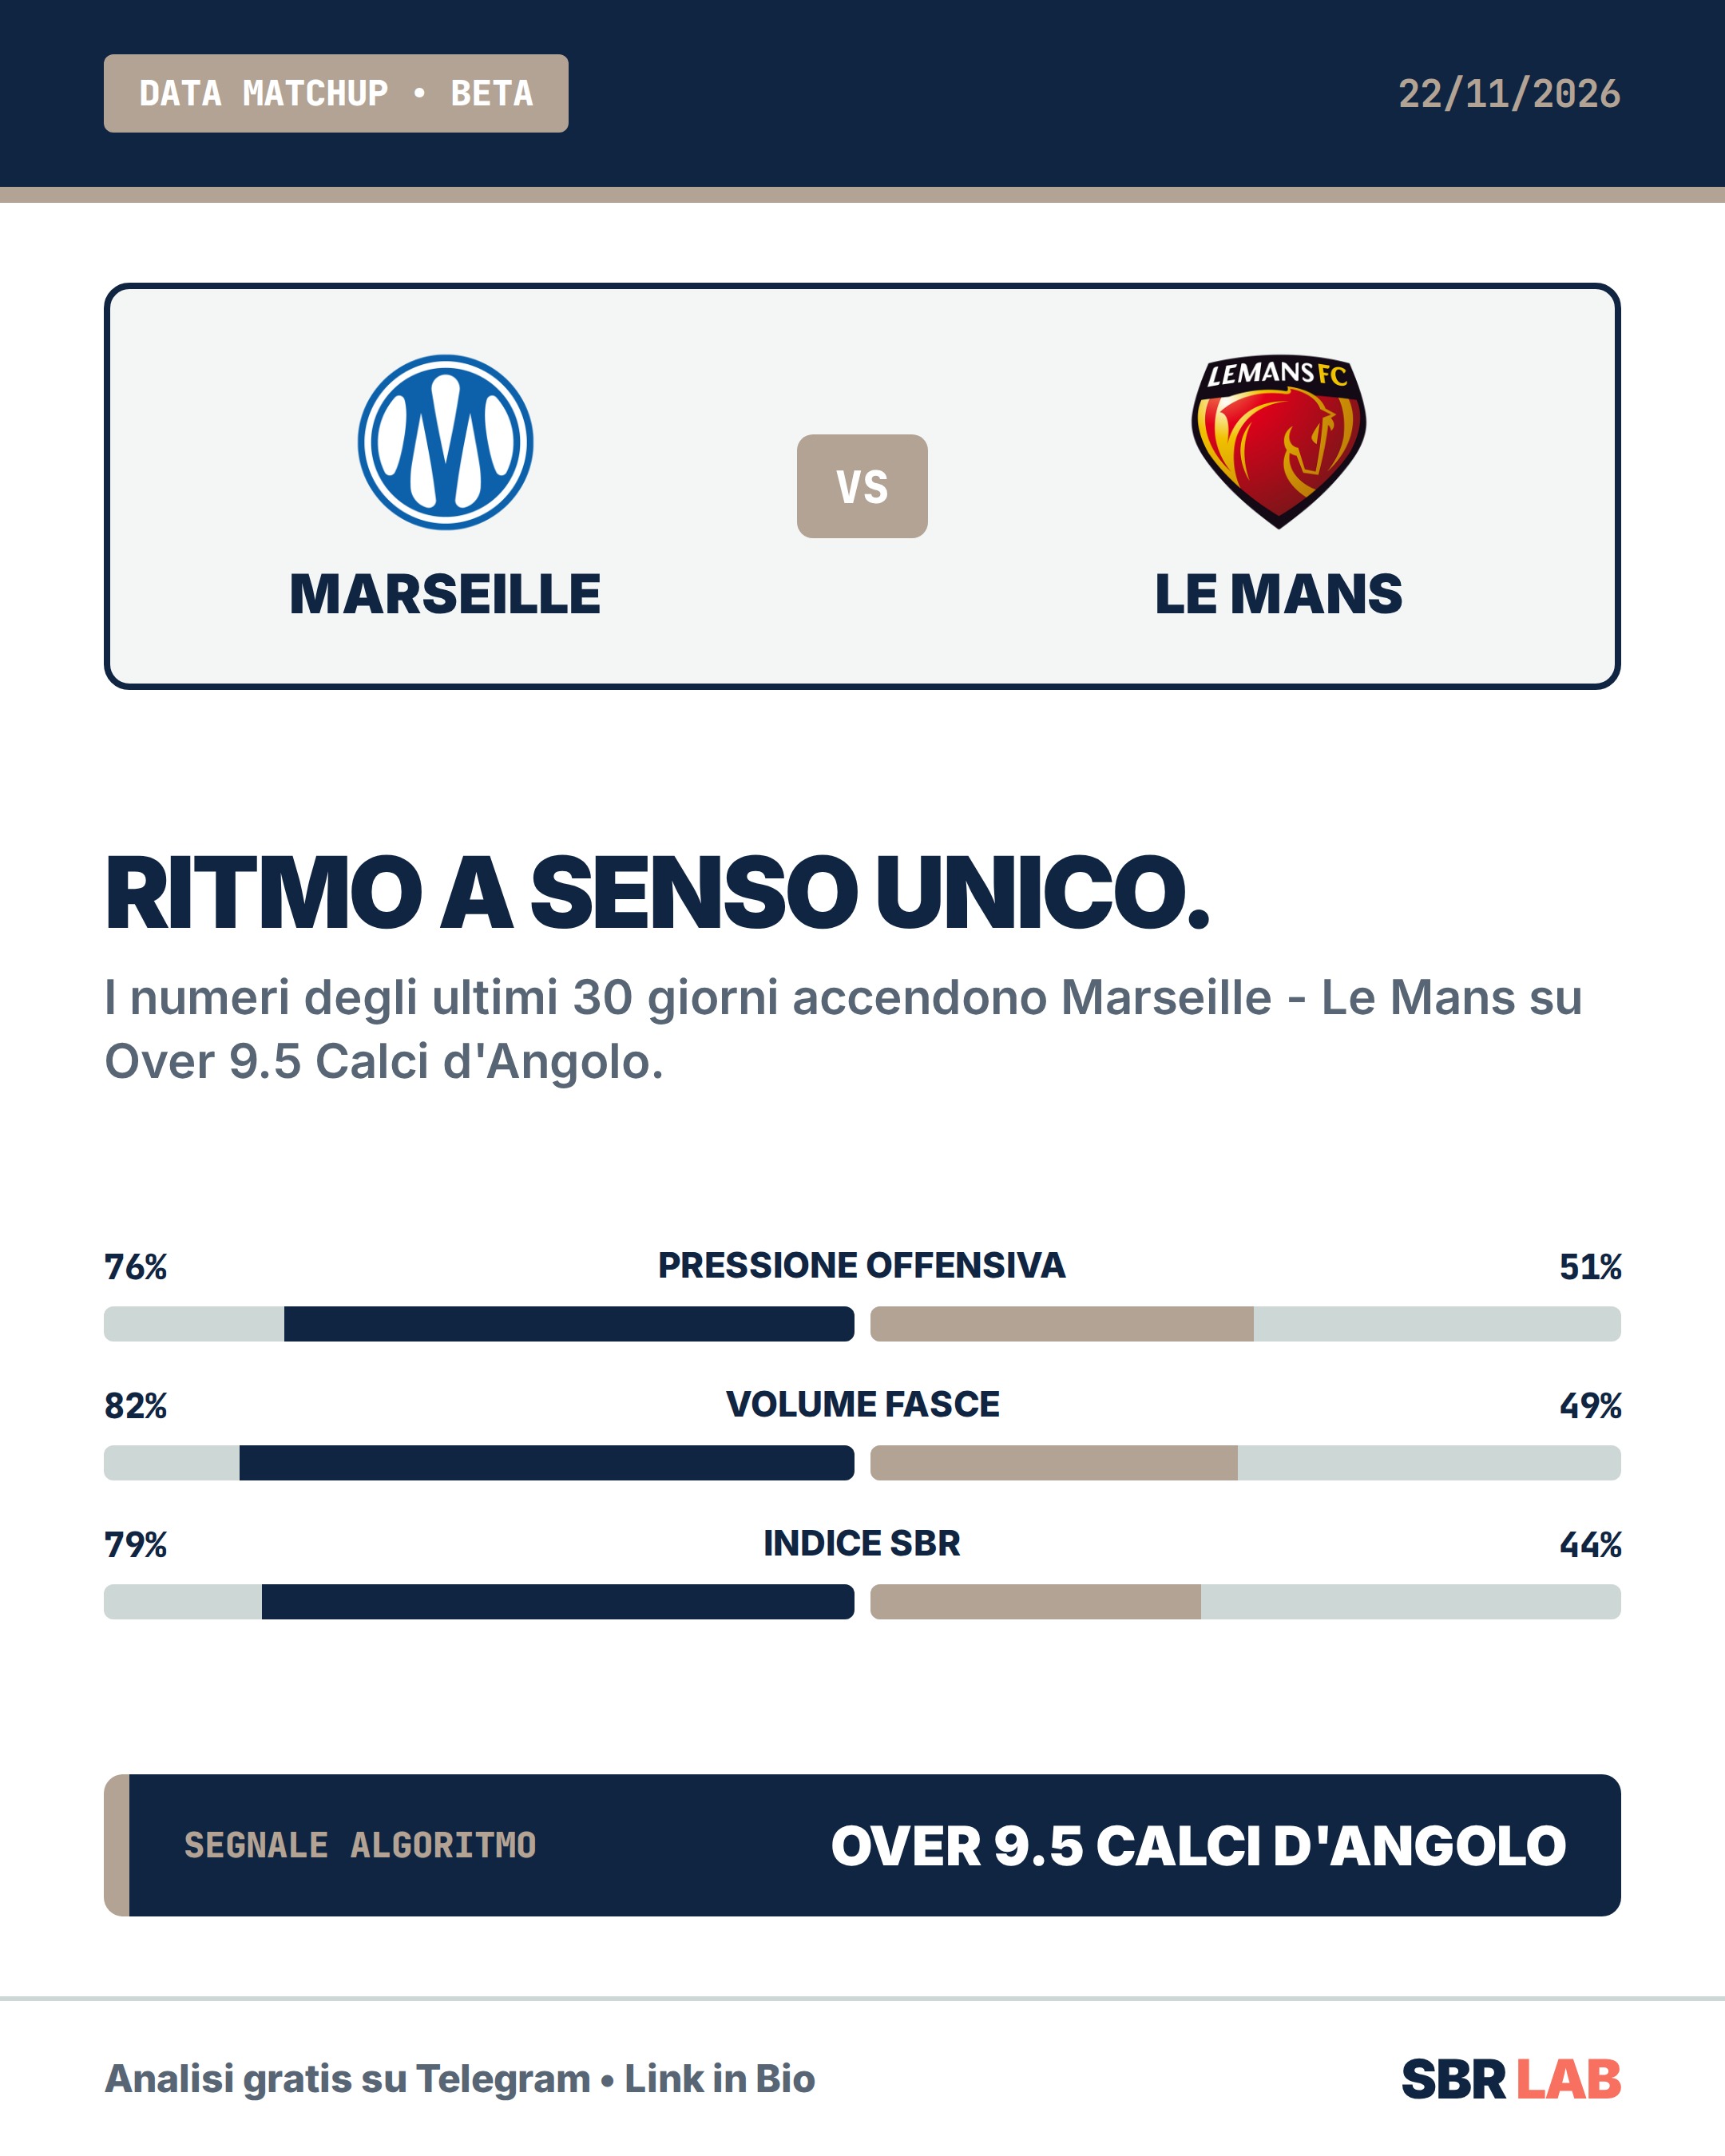 DATA MATCHUP • BETA
22/11/2026
LEMANS FC
VS
MARSEILLE
LE MANS
RITMO A SENSO UNICO.
I numeri degli ultimi 30 giorni accendono Marseille - Le Mans su
Over 9.5 Calci d'Angolo.
76% PRESSIONE OFFENSIVA 51%
82% VOLUME FASCE 49%
79% INDICE SBR 44%
SEGNALE ALGORITMO OVER 9.5 CALCI D'ANGOLO
Analisi gratis su Telegram • Link in Bio
SBR LAB